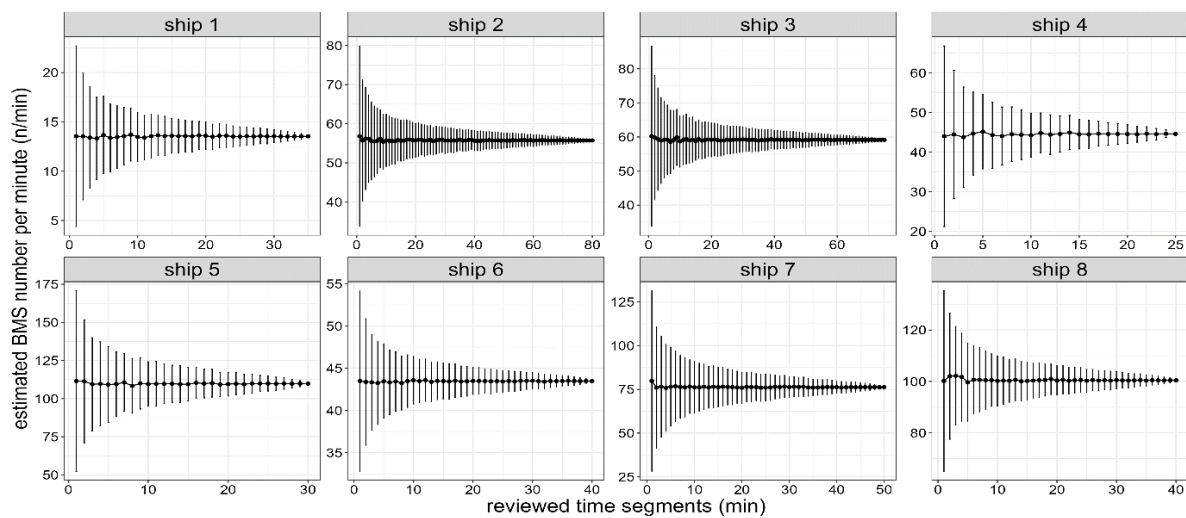 ship 1 ship 2 ship 3 ship 4
20 15 10 5
80 70 60 50 40
80 70 60 50 40
60 50 40 30 20
0 10 20 30
0 20 40 60 80
0 20 40 60
0 5 10 15 20 25
ship 5 ship 6 ship 7 ship 8
175 150 125 100 75 50
55 50 45 40 35
125 100 75 50 25
120 100 80
0 10 20 30
0 10 20 30 40
0 10 20 30 40 50
0 10 20 30 40
estimated BMS number per minute (n/min)
reviewed time segments (min)